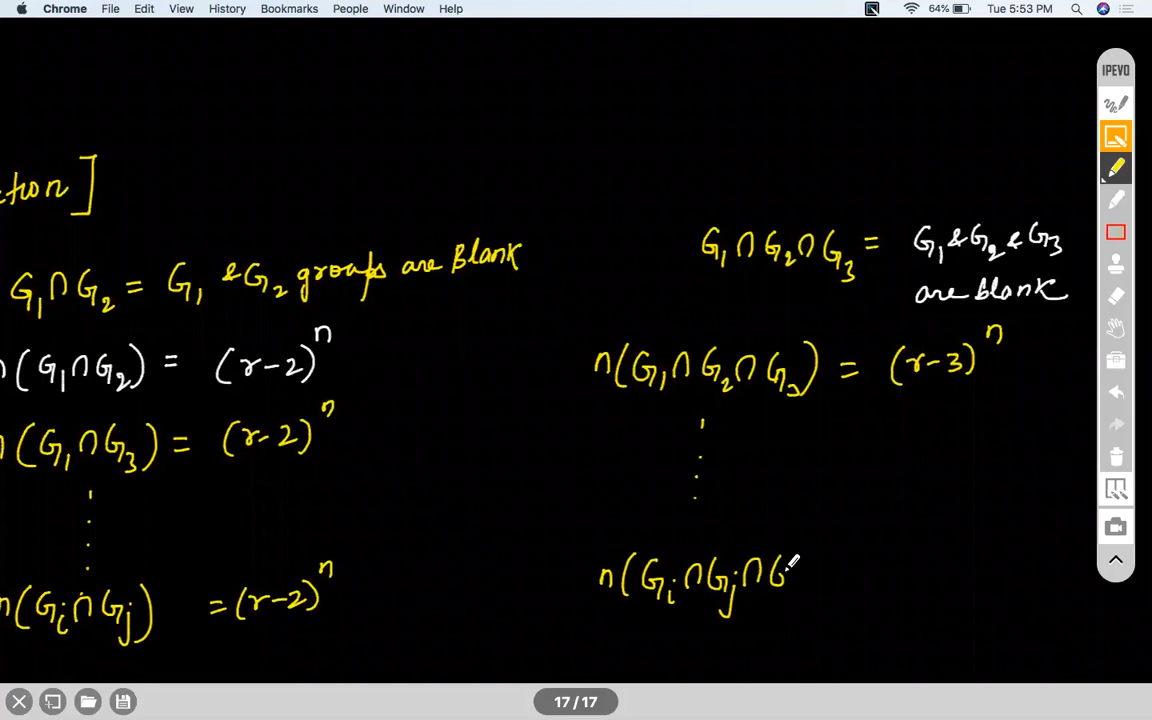 Chrome File Edit View History Bookmarks People Window Help 64% Tue 5:53 PM
IPEVO
ction ]
G₁∩G₂ = G₁ & G₂ groups are Blank
n(G₁∩G₂) = (r-2)ⁿ
n(G₁∩G₃) = (r-2)ⁿ
n(Gᵢ∩Gⱼ) = (r-2)ⁿ
G₁∩G₂∩G₃ = G₁ & G₂ & G₃
are blank
n(G₁∩G₂∩G₃) = (r-3)ⁿ
n(Gᵢ∩Gⱼ∩G
17 / 17